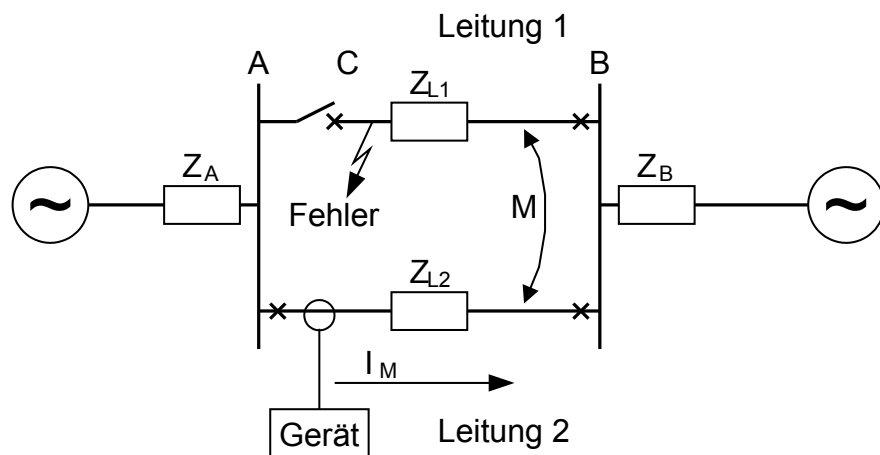 Leitung 1
A
C
B
Z_L1
Z_A
Z_B
~
~
Fehler
M
Z_L2
I_M
Gerät
Leitung 2